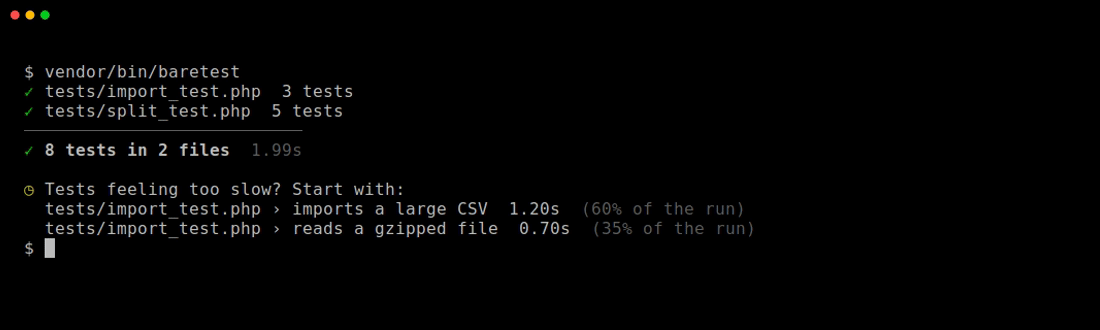 $ vendor/bin/baretest
✓ tests/import_test.php  3 tests
✓ tests/split_test.php  5 tests
✓ 8 tests in 2 files  1.99s
◷ Tests feeling too slow? Start with:
tests/import_test.php › imports a large CSV  1.20s  (60% of the run)
tests/import_test.php › reads a gzipped file  0.70s  (35% of the run)
$